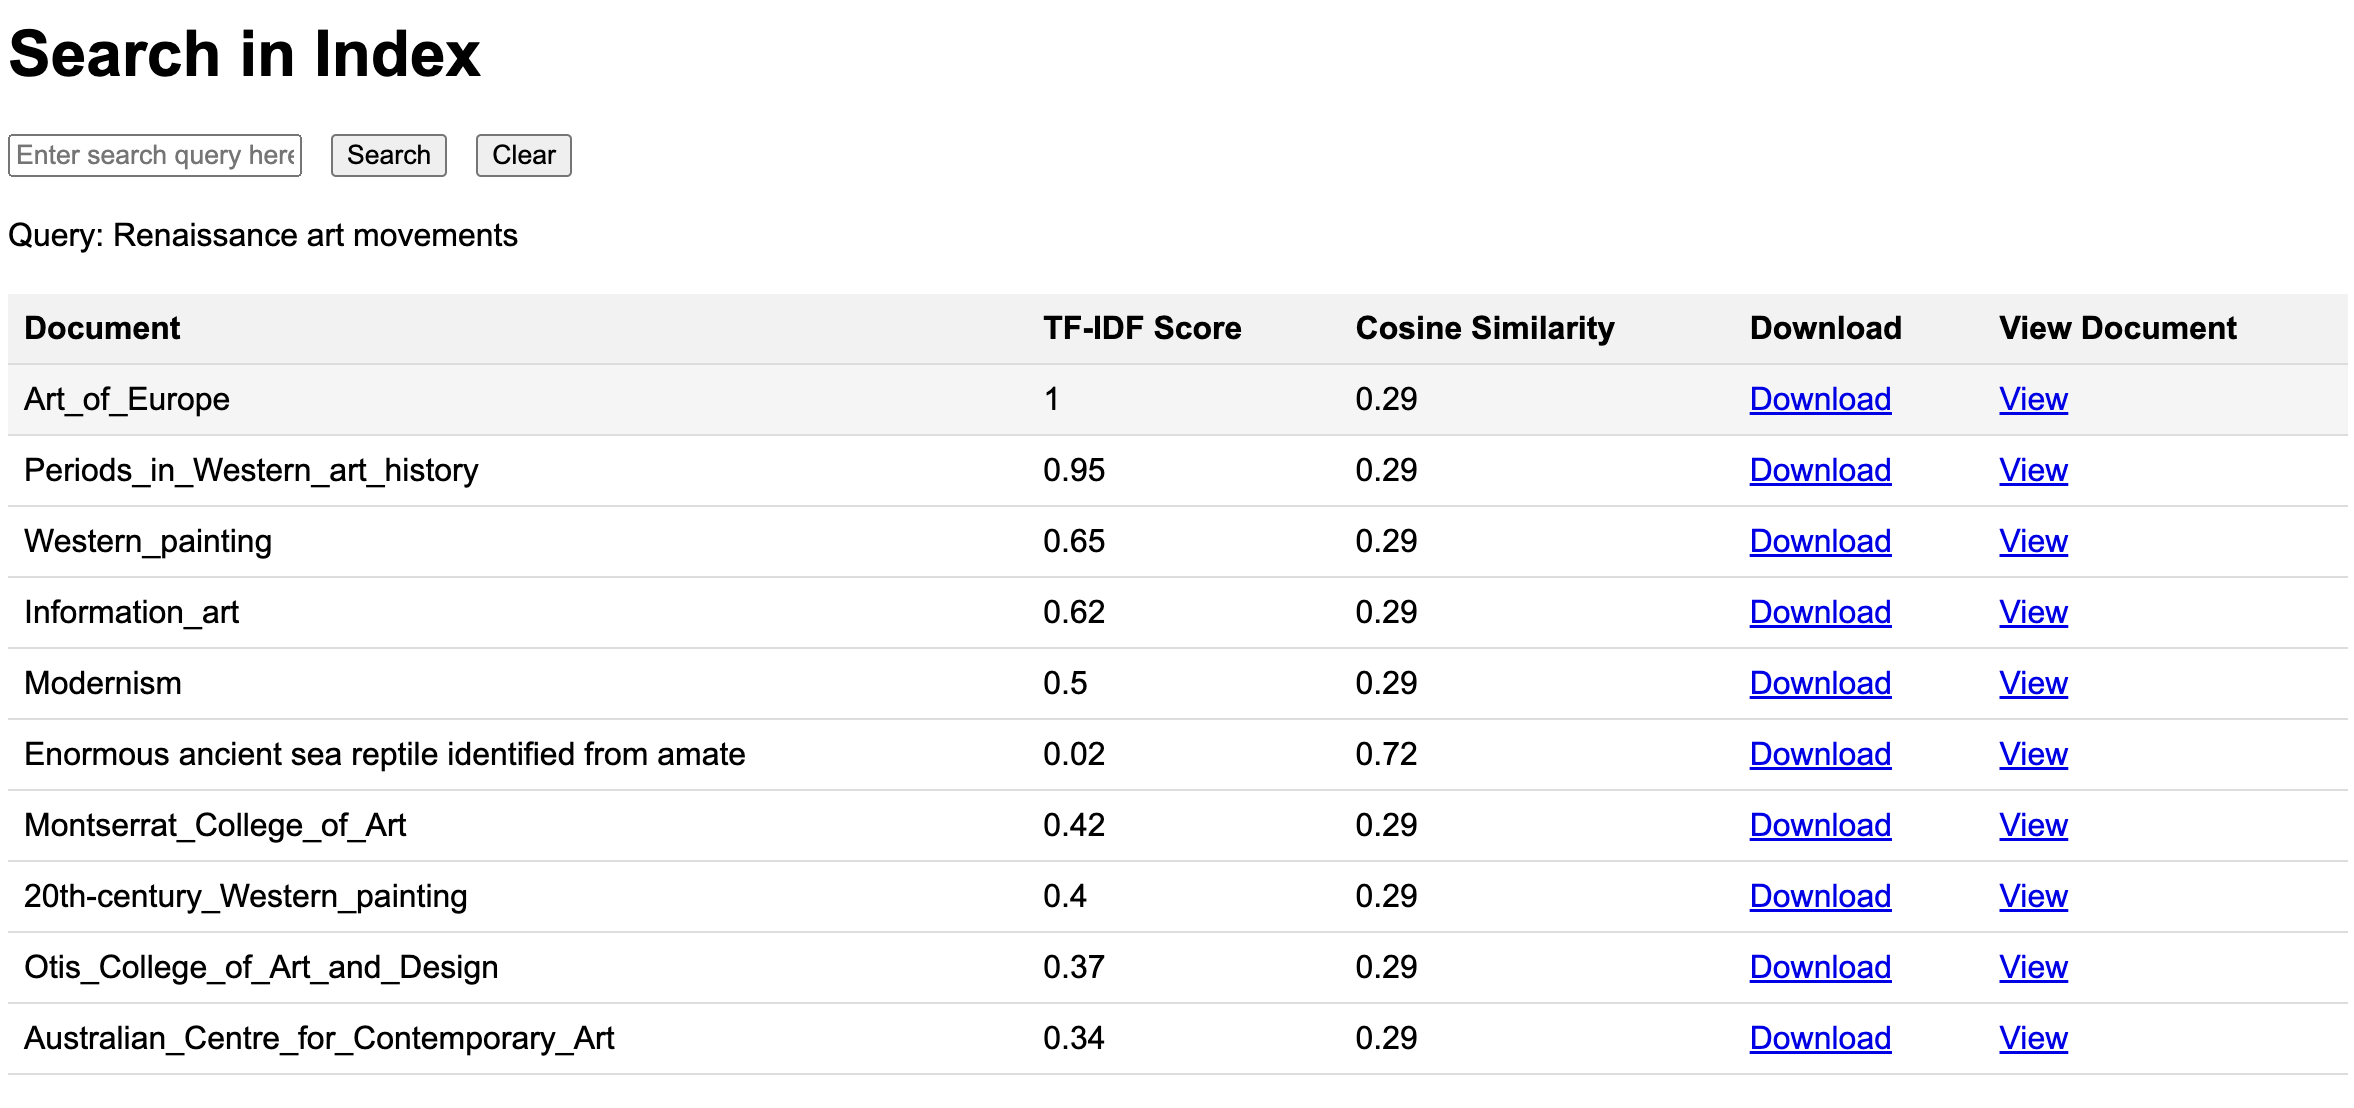 Search in Index
Enter search query here Search Clear
Query: Renaissance art movements
Document TF-IDF Score Cosine Similarity Download View Document
Art_of_Europe 1 0.29 Download View
Periods_in_Western_art_history 0.95 0.29 Download View
Western_painting 0.65 0.29 Download View
Information_art 0.62 0.29 Download View
Modernism 0.5 0.29 Download View
Enormous ancient sea reptile identified from amate 0.02 0.72 Download View
Montserrat_College_of_Art 0.42 0.29 Download View
20th-century_Western_painting 0.4 0.29 Download View
Otis_College_of_Art_and_Design 0.37 0.29 Download View
Australian_Centre_for_Contemporary_Art 0.34 0.29 Download View